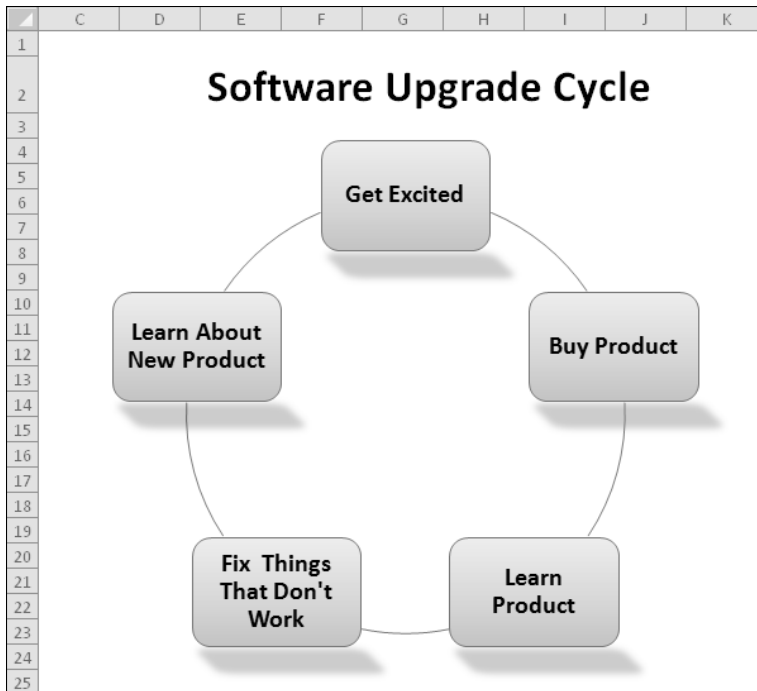 C D E F G H I J K
1
2
3
4
5
6
7
8
9
10
11
12
13
14
15
16
17
18
19
20
21
22
23
24
25
Software Upgrade Cycle
Get Excited
Learn About
New Product
Buy Product
Fix Things
That Don't
Work
Learn
Product